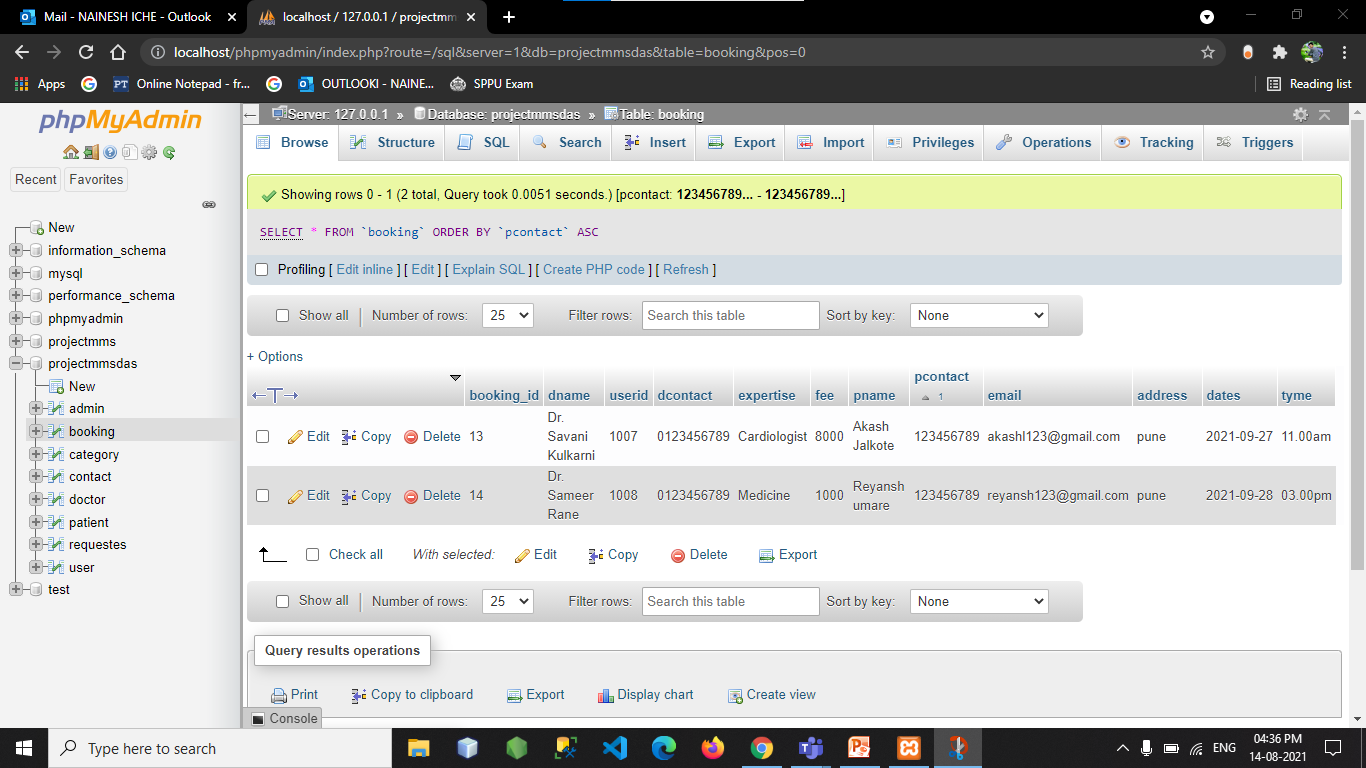 Mail - NAINESH ICHE - Outlook
localhost / 127.0.0.1 / projectmm
localhost/phpmyadmin/index.php?route=/sql&server=1&db=projectmmsdas&table=booking&pos=0
Apps
G
PT Online Notepad - fr...
G
OUTLOOKI - NAINE...
SPPU Exam
Reading list
phpMyAdmin
Recent Favorites
New
information_schema
mysql
performance_schema
phpmyadmin
projectmms
projectmmsdas
New
admin
booking
category
contact
doctor
patient
requestes
user
test
Server: 127.0.0.1 » Database: projectmmsdas » Table: booking
Browse Structure SQL Search Insert Export Import Privileges Operations Tracking Triggers
Showing rows 0 - 1 (2 total, Query took 0.0051 seconds.) [pcontact: 123456789... - 123456789...]
SELECT * FROM `booking` ORDER BY `pcontact` ASC
Profiling [ Edit inline ] [ Edit ] [ Explain SQL ] [ Create PHP code ] [ Refresh ]
Show all | Number of rows: 25 Filter rows: Search this table Sort by key: None
+ Options
←T→ booking_id dname userid dcontact expertise fee pname pcontact 1 email address dates tyme
Edit Copy Delete 13 Dr. Savani Kulkarni 1007 0123456789 Cardiologist 8000 Akash Jalkote 123456789 akashl123@gmail.com pune 2021-09-27 11.00am
Edit Copy Delete 14 Dr. Sameer Rane 1008 0123456789 Medicine 1000 Reyansh umare 123456789 reyansh123@gmail.com pune 2021-09-28 03.00pm
Check all With selected: Edit Copy Delete Export
Show all | Number of rows: 25 Filter rows: Search this table Sort by key: None
Query results operations
Print Copy to clipboard Export Display chart Create view
Console
Type here to search
ENG
04:36 PM
14-08-2021